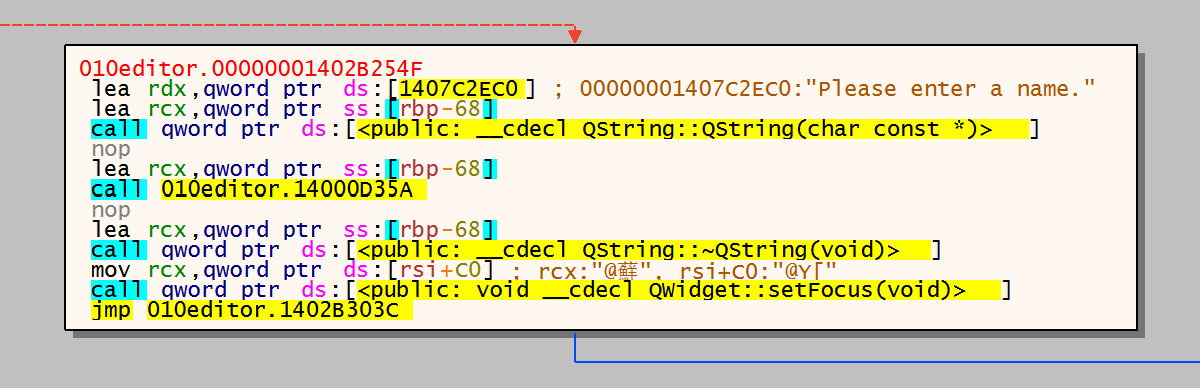 010editor.00000001402B254F
lea rdx,qword ptr ds:[1407C2EC0] ; 00000001407C2EC0:"Please enter a name."
lea rcx,qword ptr ss:[rbp-68]
call qword ptr ds:[<public: __cdecl QString::QString(char const *)>]
nop
lea rcx,qword ptr ss:[rbp-68]
call 010editor.14000D35A
nop
lea rcx,qword ptr ss:[rbp-68]
call qword ptr ds:[<public: __cdecl QString::~QString(void)>]
mov rcx,qword ptr ds:[rsi+C0] ; rcx:"@蘚", rsi+C0:"@Y["
call qword ptr ds:[<public: void __cdecl QWidget::setFocus(void)>]
jmp 010editor.1402B303C